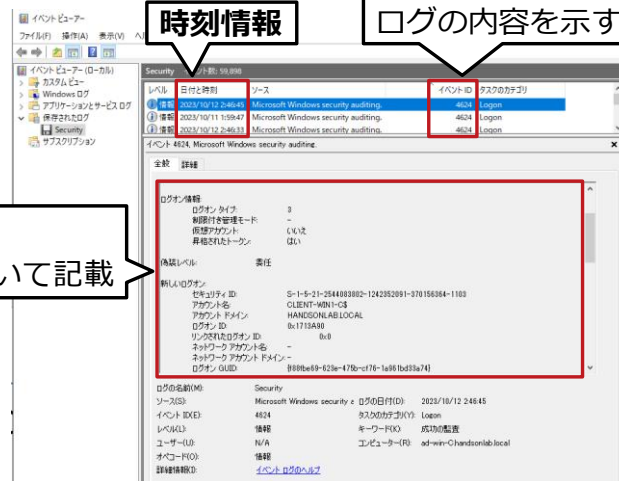 イベント ビューアー
ファイル(F) 操作(A) 表示(V)
時刻情報
ログの内容を示す
イベント ビューアー (ローカル)
カスタム ビュー
Windows ログ
アプリケーションとサービス ログ
保存されたログ
Security
サブスクリプション
Security イベント数: 59,898
レベル 日付と時刻 ソース イベント ID タスクのカテゴリ
情報 2023/10/12 2:46:45 Microsoft Windows security auditing. 4624 Logon
情報 2023/10/11 1:59:47 Microsoft Windows security auditing. 4624 Logon
情報 2023/10/12 2:46:33 Microsoft Windows security auditing. 4624 Logon
イベント 4624, Microsoft Windows security auditing.
全般 詳細
ログオン情報:
ログオン タイプ: 3
制限付き管理モード: -
仮想アカウント: いいえ
昇格されたトークン: はい
偽装レベル: 委任
新しいログオン:
セキュリティ ID: S-1-5-21-2544083802-1242352091-370156364-1103
アカウント名: CLIENT-WIN1-C$
アカウント ドメイン: HANDSONLAB.LOCAL
ログオン ID: 0x1713A90
リンクされたログオン ID: 0x0
ネットワーク アカウント名: -
ネットワーク アカウント ドメイン: -
ログオン GUID: {f88fbe69-623e-475b-cf76-1a961bd33a74}
いて記載
ログの名前(M): Security
ソース(S): Microsoft Windows security ログの日付(D): 2023/10/12 2:46:45
イベント ID(E): 4624 タスクのカテゴリ(Y): Logon
レベル(L): 情報 キーワード(K): 成功の監査
ユーザー(U): N/A コンピューター(R): ad-win-C.handsonlab.local
オペコード(O): 情報
詳細情報(I): イベント ログのヘルプ